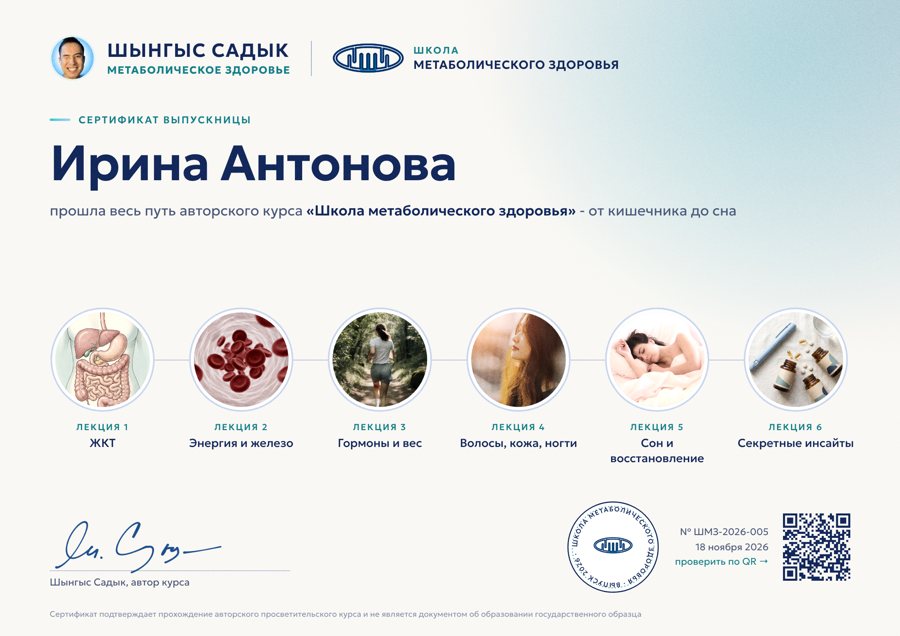 ШЫНГЫС САДЫК
МЕТАБОЛИЧЕСКОЕ ЗДОРОВЬЕ
ШКОЛА
МЕТАБОЛИЧЕСКОГО ЗДОРОВЬЯ
СЕРТИФИКАТ ВЫПУСКНИЦЫ
Ирина Антонова
прошла весь путь авторского курса «Школа метаболического здоровья» - от кишечника до сна
ЛЕКЦИЯ 1
ЖКТ
ЛЕКЦИЯ 2
Энергия и железо
ЛЕКЦИЯ 3
Гормоны и вес
ЛЕКЦИЯ 4
Волосы, кожа, ногти
ЛЕКЦИЯ 5
Сон и
восстановление
ЛЕКЦИЯ 6
Секретные инсайты
Шынгыс Садык, автор курса
ШКОЛА МЕТАБОЛИЧЕСКОГО ЗДОРОВЬЯ · ВЫПУСК 2026 ·
№ ШМЗ-2026-005
18 ноября 2026
проверить по QR →
Сертификат подтверждает прохождение авторского просветительского курса и не является документом об образовании государственного образца